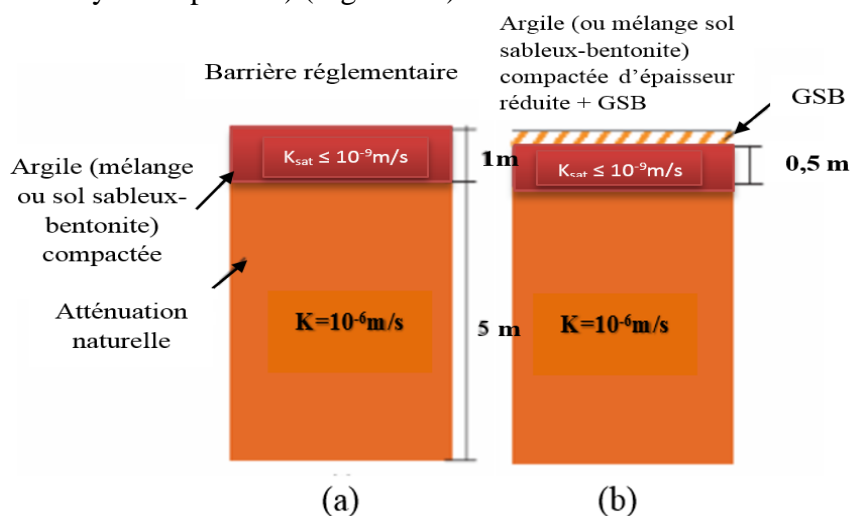 Barrière réglementaire
Argile (ou mélange sol
sableux-bentonite)
compactée d'épaisseur
réduite + GSB
GSB
Argile (mélange
ou sol sableux-
bentonite)
compactée
Atténuation
naturelle
Ksat ≤ 10⁻⁹m/s
1m
K=10⁻⁶m/s
5 m
Ksat ≤ 10⁻⁹m/s
0,5 m
K=10⁻⁶m/s
(a)
(b)